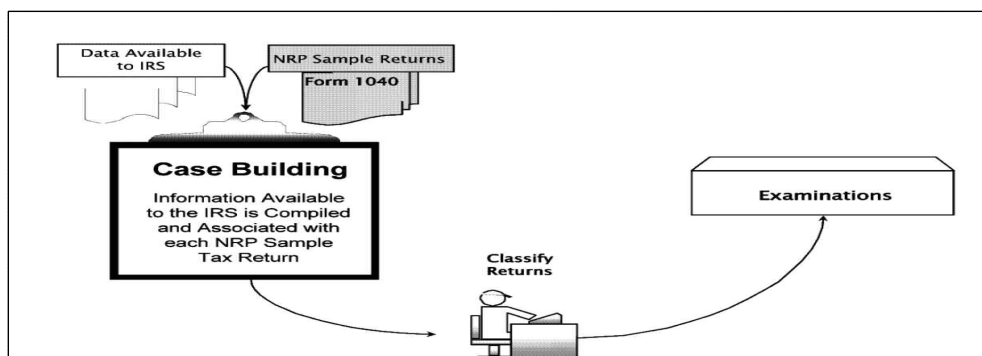 Data Available
to IRS
NRP Sample Returns
Form 1040
Case Building
Information Available
to the IRS is Compiled
and Associated with
each NRP Sample
Tax Return
Classify
Returns
Examinations